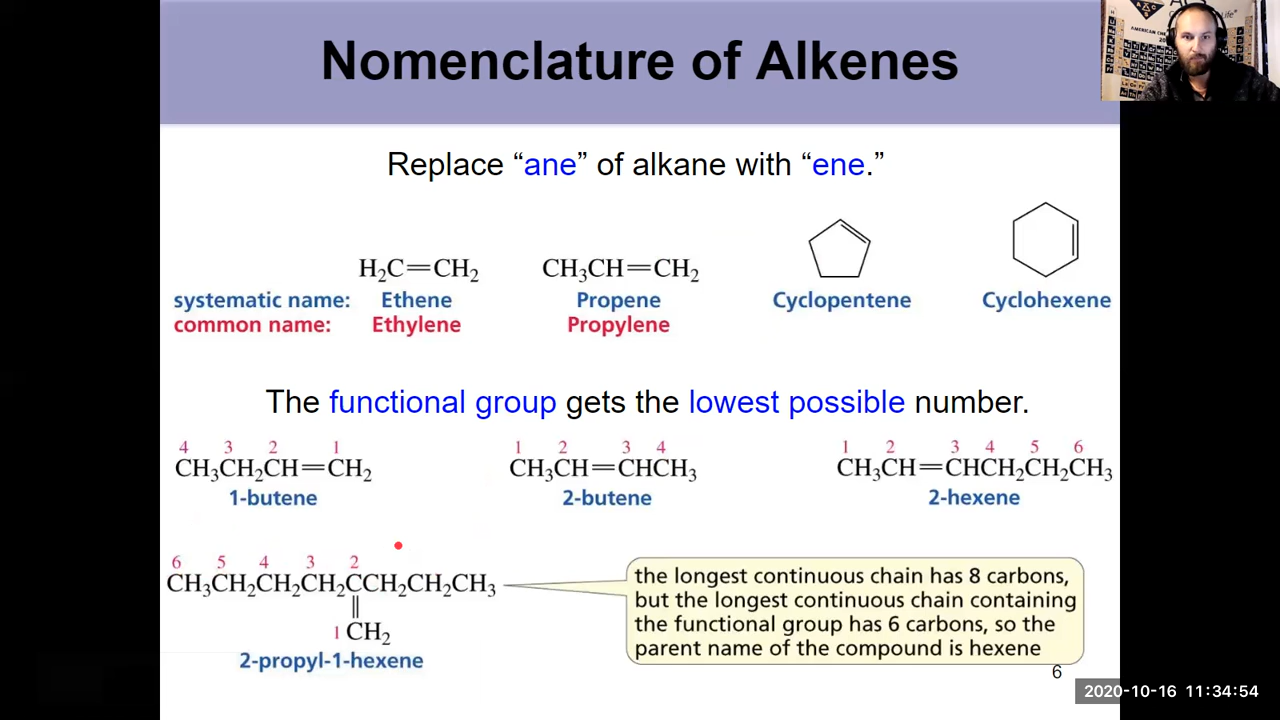 Nomenclature of Alkenes
AMERICAN CHE
Replace “ane” of alkane with “ene.”
H₂C=CH₂ CH₃CH=CH₂
systematic name: Ethene Propene Cyclopentene Cyclohexene
common name: Ethylene Propylene
The functional group gets the lowest possible number.
4 3 2 1 1 2 3 4 1 2 3 4 5 6
CH₃CH₂CH=CH₂ CH₃CH=CHCH₃ CH₃CH=CHCH₂CH₂CH₃
1-butene 2-butene 2-hexene
6 5 4 3 2
CH₃CH₂CH₂CH₂CCH₂CH₂CH₃
1 CH₂
2-propyl-1-hexene
the longest continuous chain has 8 carbons,
but the longest continuous chain containing
the functional group has 6 carbons, so the
parent name of the compound is hexene
6
2020-10-16 11:34:54